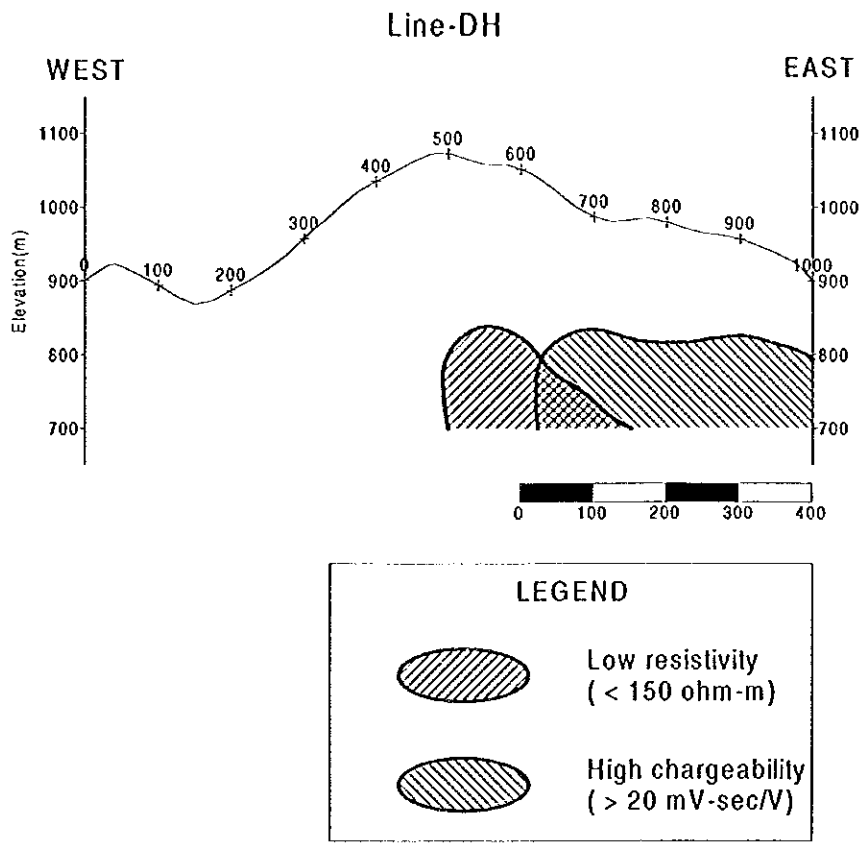 Line-DH
WEST EAST
1100 1100
500
400 600
1000 700 800 1000
300 900
0 1000
900 100 200 900
Elevation(m)
800 800
700 700
0 100 200 300 400
LEGEND
Low resistivity
( < 150 ohm-m)
High chargeability
( > 20 mV-sec/V)